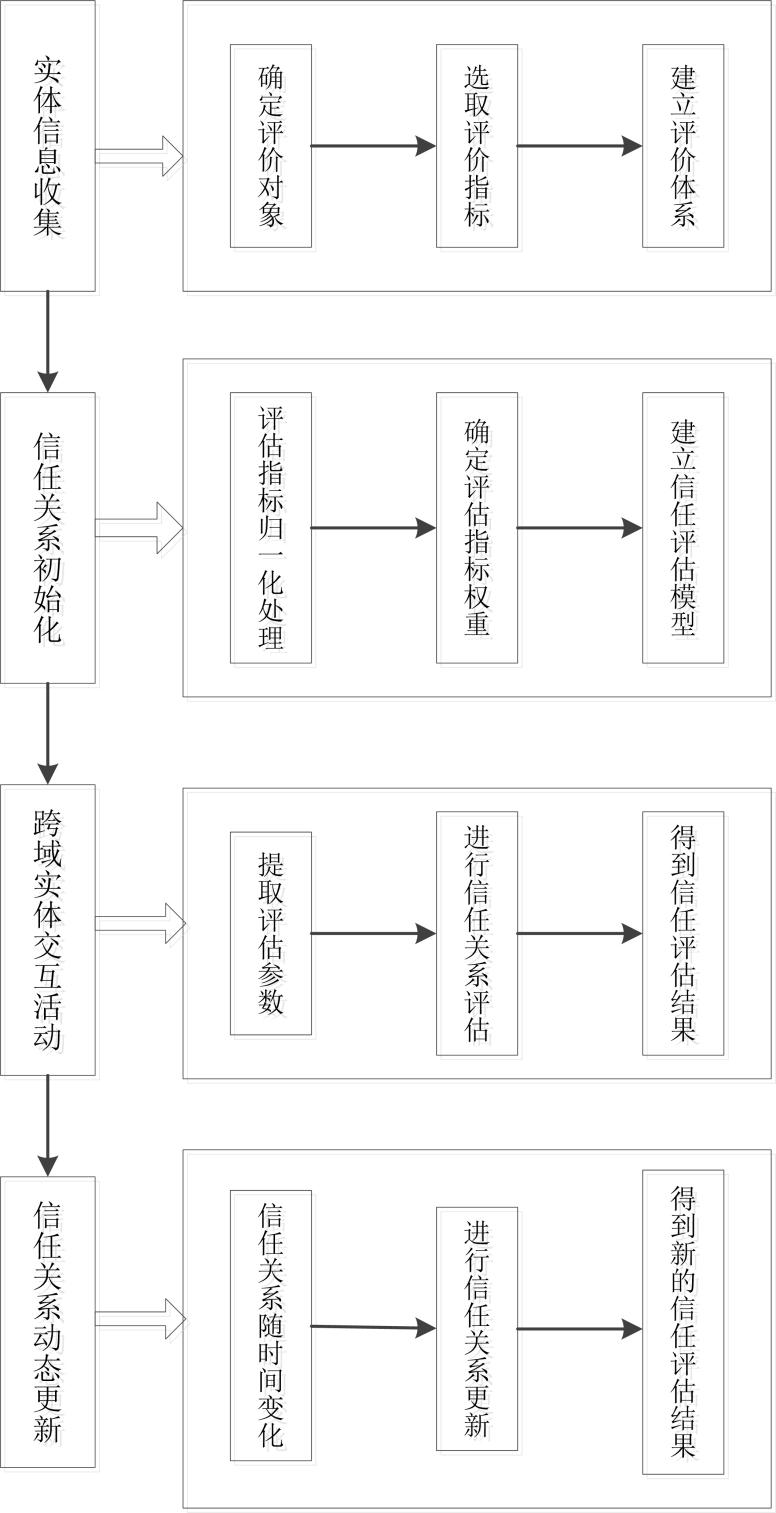 实体信息收集
确定评价对象
选取评价指标
建立评价体系
信任关系初始化
评估指标归一化处理
确定评估指标权重
建立信任评估模型
跨域实体交互活动
提取评估参数
进行信任关系评估
得到信任评估结果
信任关系动态更新
信任关系随时间变化
进行信任关系更新
得到新的信任评估结果